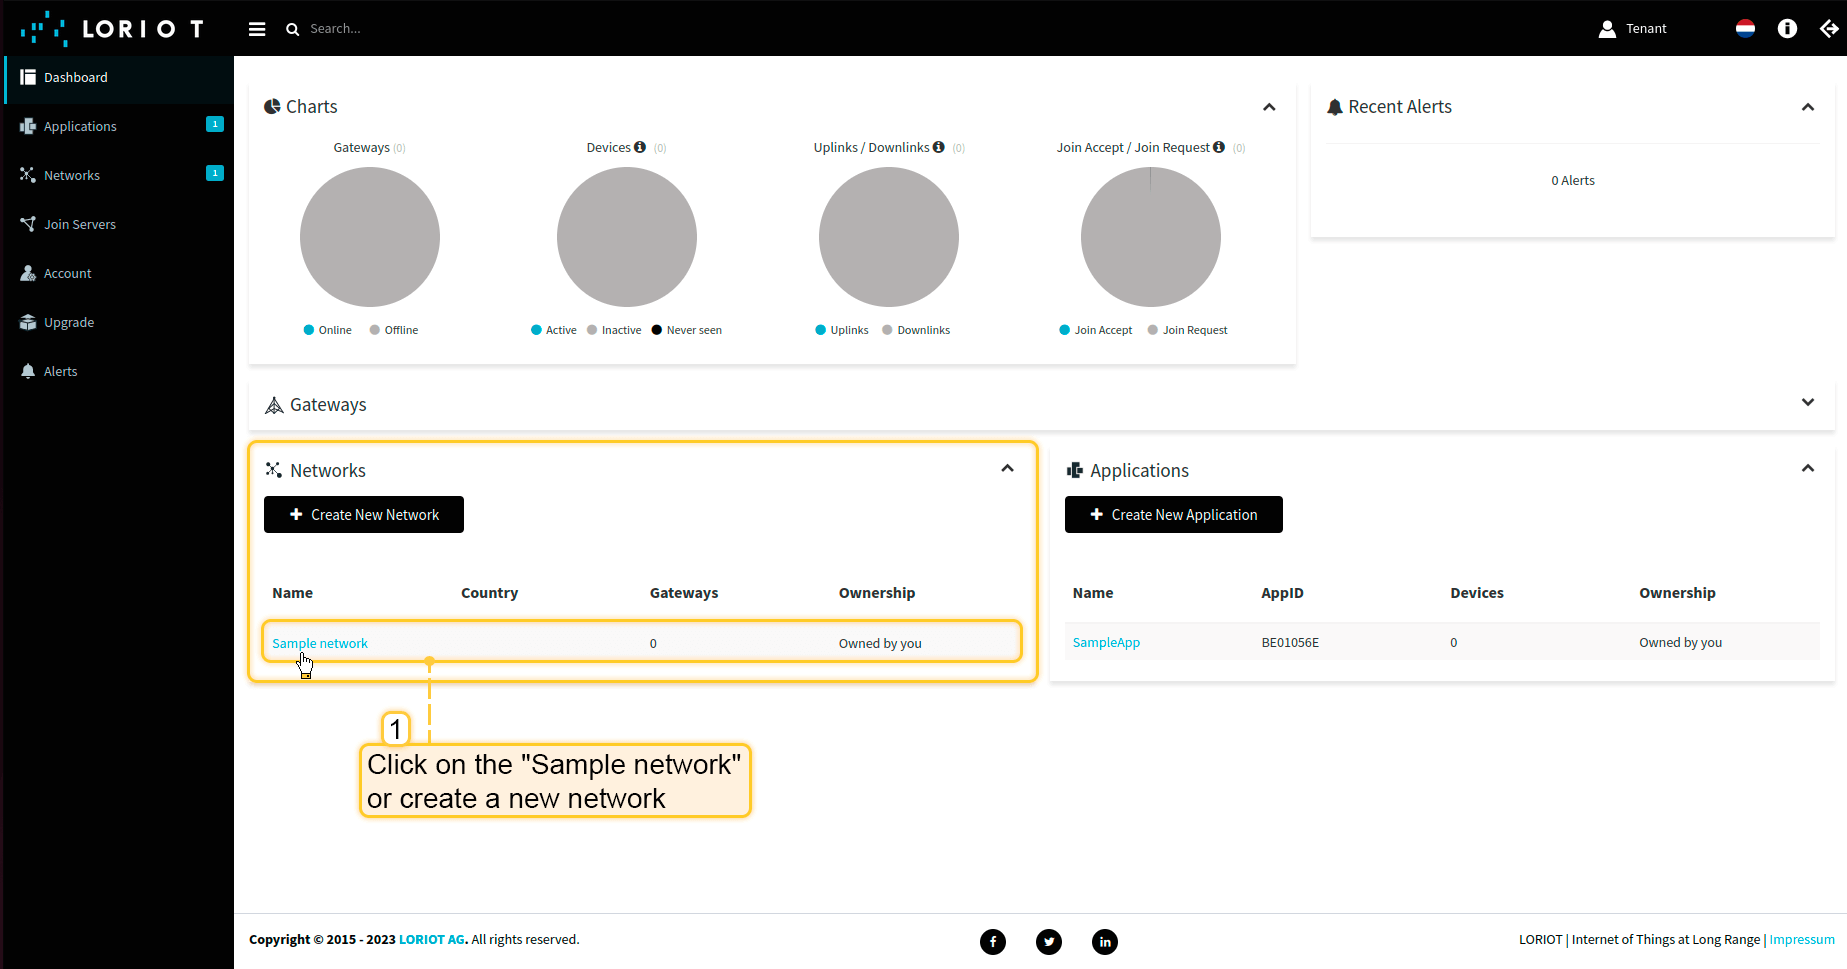 LORIOT
Search...
Tenant
Dashboard
Applications 1
Networks 1
Join Servers
Account
Upgrade
Alerts
Charts
Gateways (0)
Devices (0)
Uplinks / Downlinks (0)
Join Accept / Join Request (0)
Online Offline
Active Inactive Never seen
Uplinks Downlinks
Join Accept Join Request
Recent Alerts
0 Alerts
Gateways
Networks
Create New Network
Name Country Gateways Ownership
Sample network 0 Owned by you
Applications
Create New Application
Name AppID Devices Ownership
SampleApp BE01056E 0 Owned by you
1
Click on the "Sample network"
or create a new network
Copyright © 2015 - 2023 LORIOT AG. All rights reserved.
LORIOT | Internet of Things at Long Range | Impressum